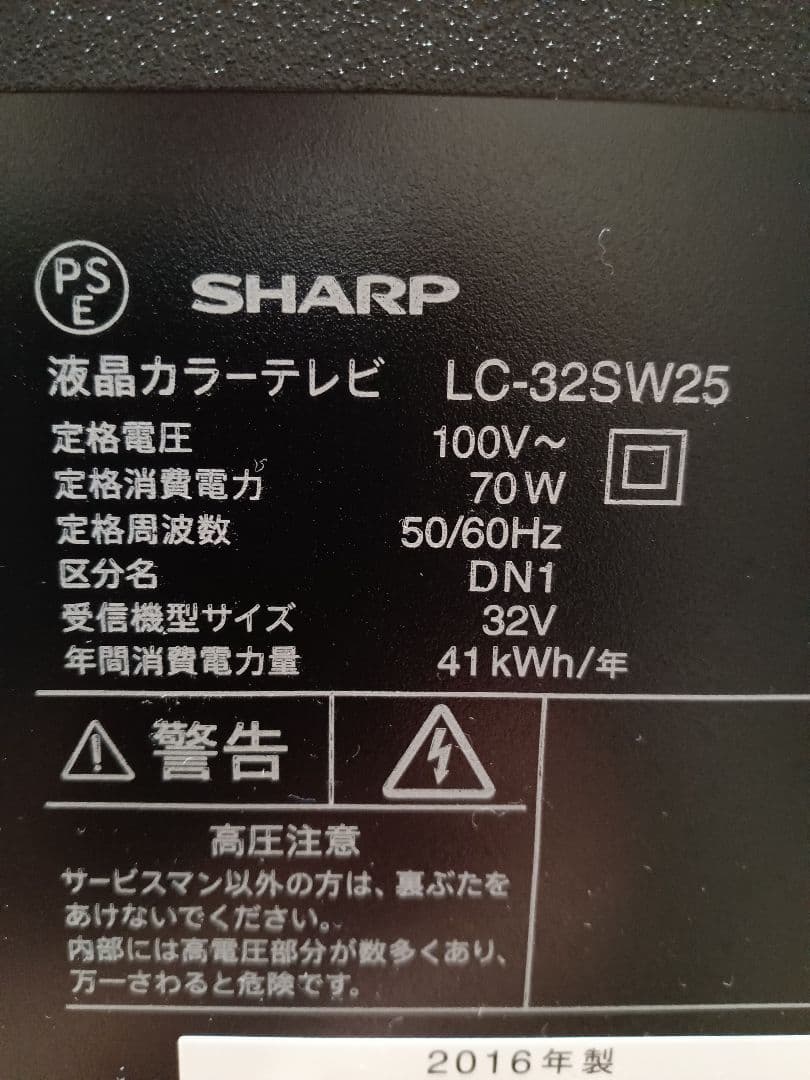 PSE SHARP
液晶カラーテレビ LC-32SW25
定格電圧 100V～
定格消費電力 70W
定格周波数 50/60Hz
区分名 DN1
受信機型サイズ 32V
年間消費電力量 41kWh/年
警告
高圧注意
サービスマン以外の方は、裏ぶたを
あけないでください。
内部には高電圧部分が数多くあり、
万一さわると危険です。
2016年製